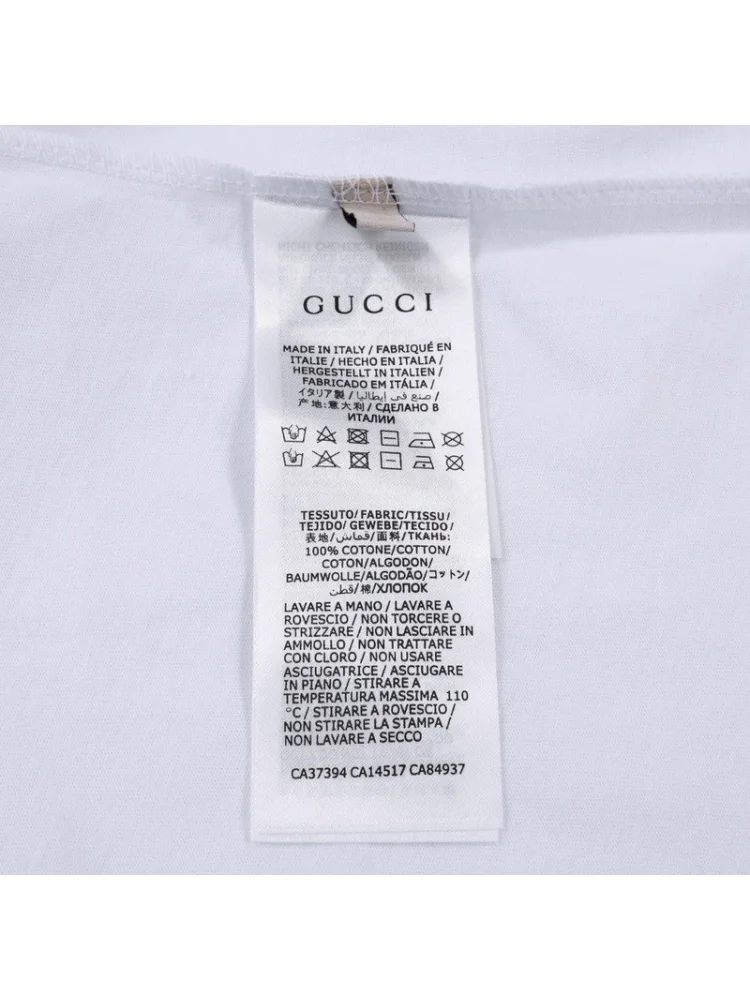 GUCCI
MADE IN ITALY / FABRIQUÉ EN
ITALIE / HECHO EN ITALIA /
HERGESTELLT IN ITALIEN /
FABRICADO EM ITÁLIA /
イタリア製 / صنع في إيطاليا /
产地:意大利/ СДЕЛАНО В
ИТАЛИИ
TESSUTO/ FABRIC/TISSU/
TEJIDO/ GEWEBE/TECIDO/
表地/قماش/面料/ТКАНЬ:
100% COTONE/COTTON/
COTON/ALGODON/
BAUMWOLLE/ALGODÃO/コットン/
قطن/棉/ХЛОПОК
LAVARE A MANO / LAVARE A
ROVESCIO / NON TORCERE O
STRIZZARE / NON LASCIARE IN
AMMOLLO / NON TRATTARE
CON CLORO / NON USARE
ASCIUGATRICE / ASCIUGARE
IN PIANO / STIRARE A
TEMPERATURA MASSIMA 110
°C / STIRARE A ROVESCIO /
NON STIRARE LA STAMPA /
NON LAVARE A SECCO
CA37394 CA14517 CA84937